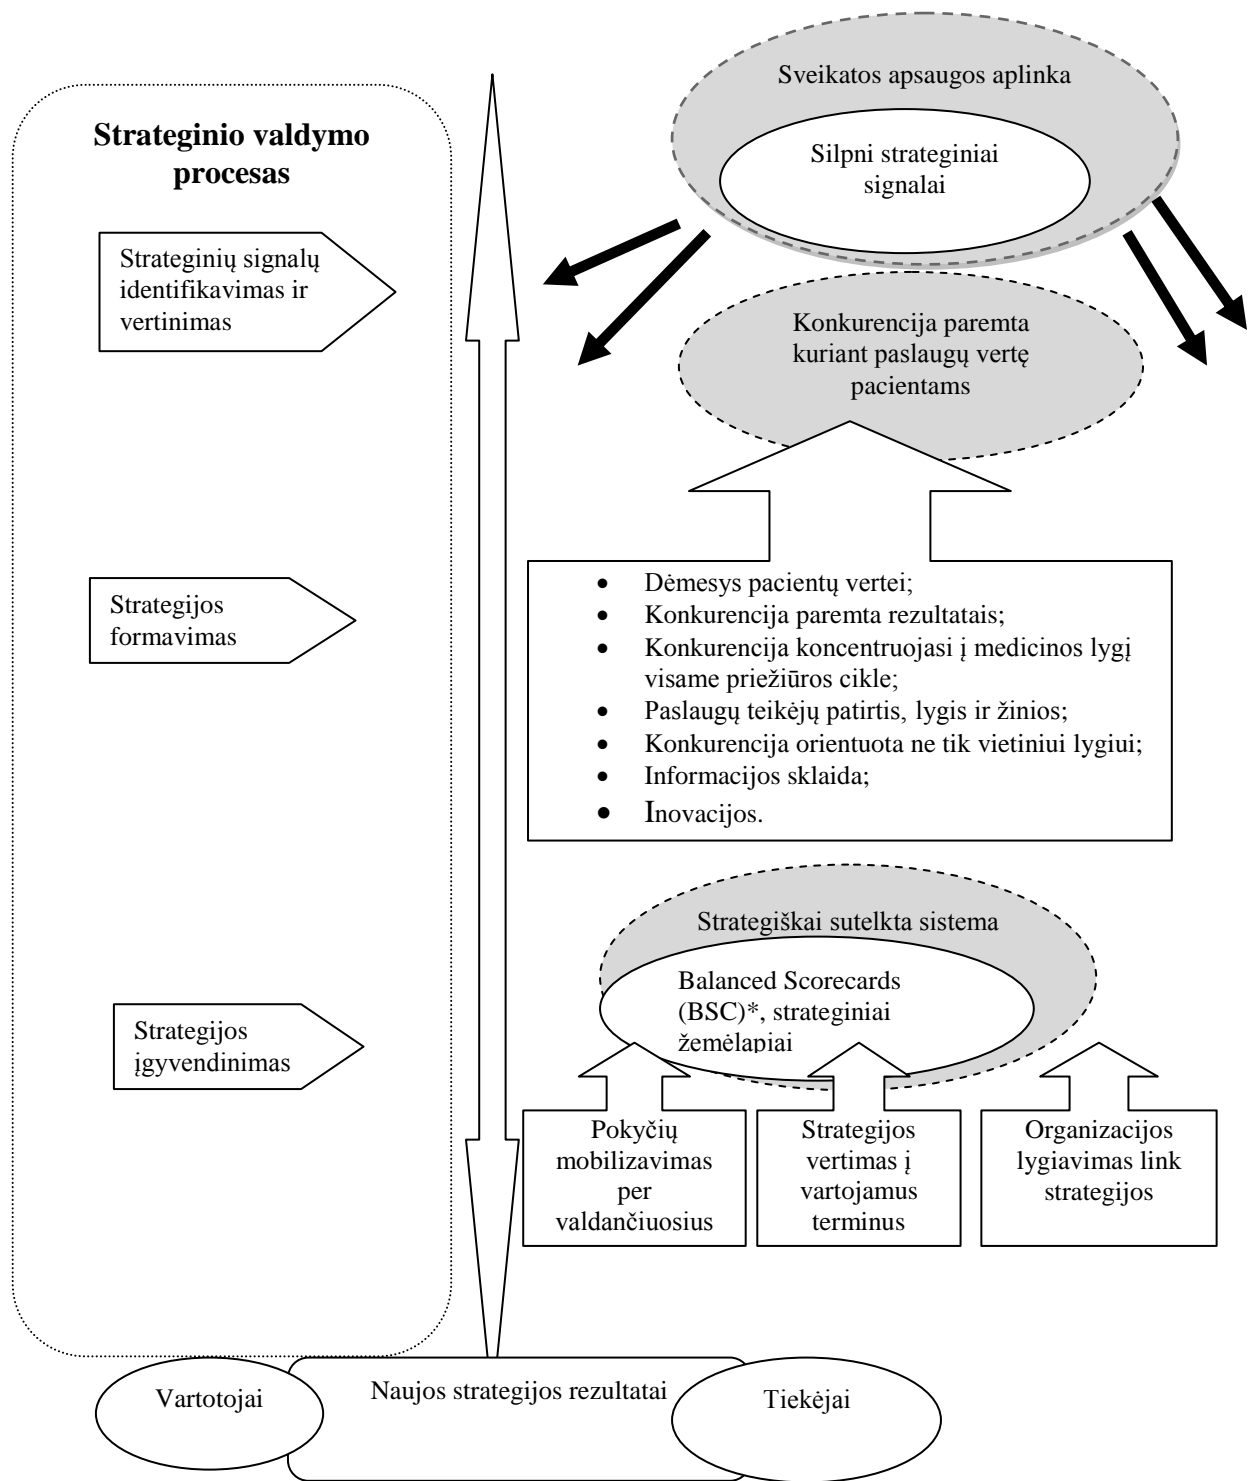 Strateginio valdymo
procesas
Strateginių signalų
identifikavimas ir
vertinimas
Strategijos
formavimas
Strategijos
įgyvendinimas
Sveikatos apsaugos aplinka
Silpni strateginiai
signalai
Konkurencija paremta
kuriant paslaugų vertę
pacientams
• Dėmesys pacientų vertei;
• Konkurencija paremta rezultatais;
• Konkurencija koncentruojasi į medicinos lygį
visame priežiūros cikle;
• Paslaugų teikėjų patirtis, lygis ir žinios;
• Konkurencija orientuota ne tik vietiniui lygiui;
• Informacijos sklaida;
• Inovacijos.
Strategiškai sutelkta sistema
Balanced Scorecards
(BSC)*, strateginiai
žemėlapiai
Pokyčių
mobilizavimas
per
valdančiuosius
Strategijos
vertimas į
vartojamus
terminus
Organizacijos
lygiavimas link
strategijos
Vartotojai
Naujos strategijos rezultatai
Tiekėjai